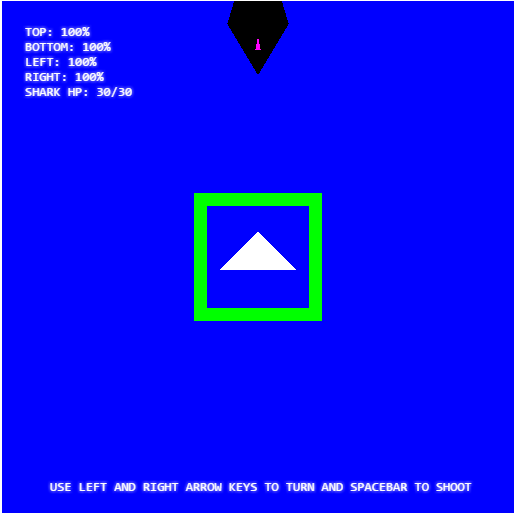 TOP: 100%
BOTTOM: 100%
LEFT: 100%
RIGHT: 100%
SHARK HP: 30/30
USE LEFT AND RIGHT ARROW KEYS TO TURN AND SPACEBAR TO SHOOT